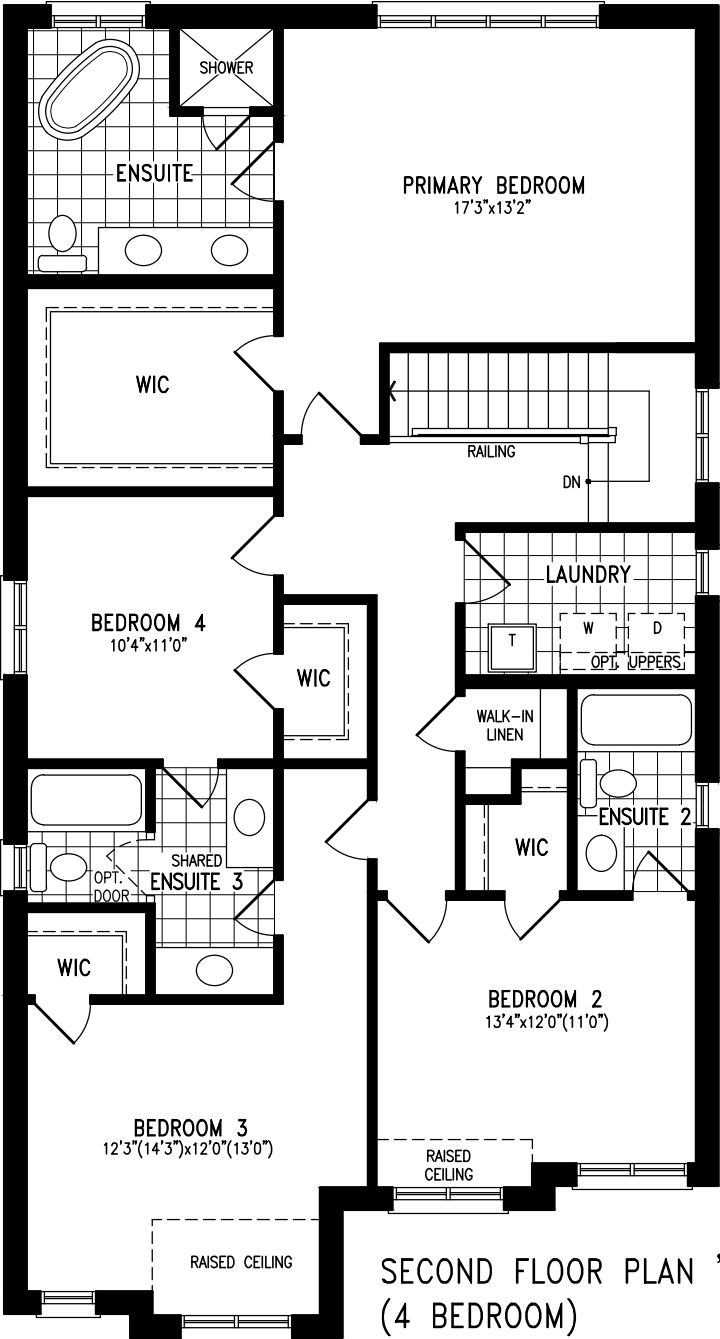 SHOWER
ENSUITE
PRIMARY BEDROOM
17'3"x13'2"
WIC
RAILING
DN
LAUNDRY
W
D
T
OPT. UPPERS
BEDROOM 4
10'4"x11'0"
WIC
WALK-IN
LINEN
ENSUITE 2
WIC
SHARED
ENSUITE 3
OPT.
DOOR
WIC
BEDROOM 2
13'4"x12'0"(11'0")
BEDROOM 3
12'3"(14'3")x12'0"(13'0")
RAISED
CEILING
RAISED CEILING
SECOND FLOOR PLAN '
(4 BEDROOM)